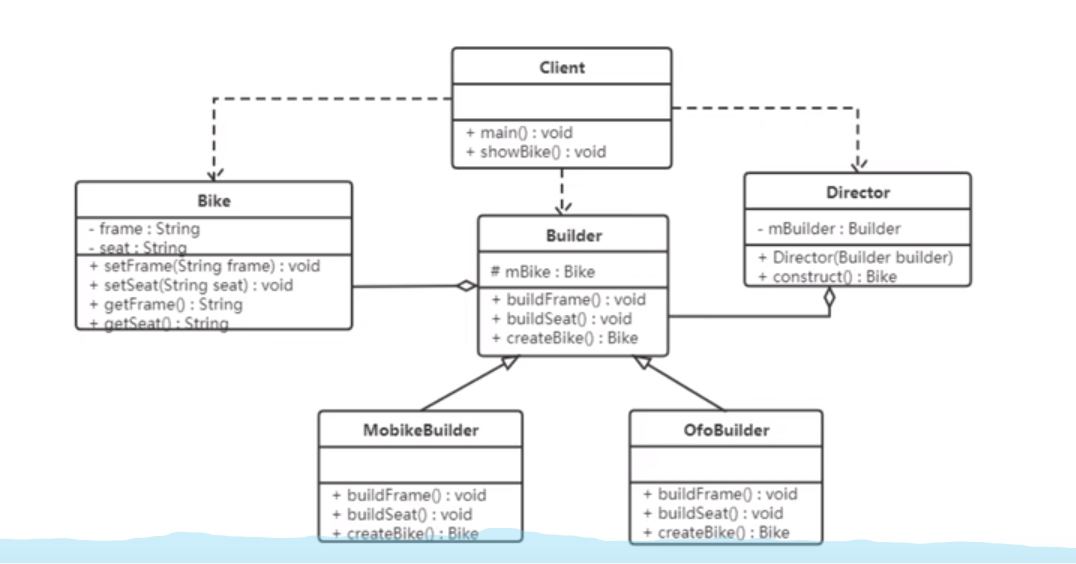 Client
+ main() : void
+ showBike() : void
Bike
- frame : String
- seat : String
+ setFrame(String frame) : void
+ setSeat(String seat) : void
+ getFrame() : String
+ getSeat() : String
Builder
# mBike : Bike
+ buildFrame() : void
+ buildSeat() : void
+ createBike() : Bike
Director
- mBuilder : Builder
+ Director(Builder builder)
+ construct() : Bike
MobikeBuilder
+ buildFrame() : void
+ buildSeat() : void
+ createBike() : Bike
OfoBuilder
+ buildFrame() : void
+ buildSeat() : void
+ createBike() : Bike